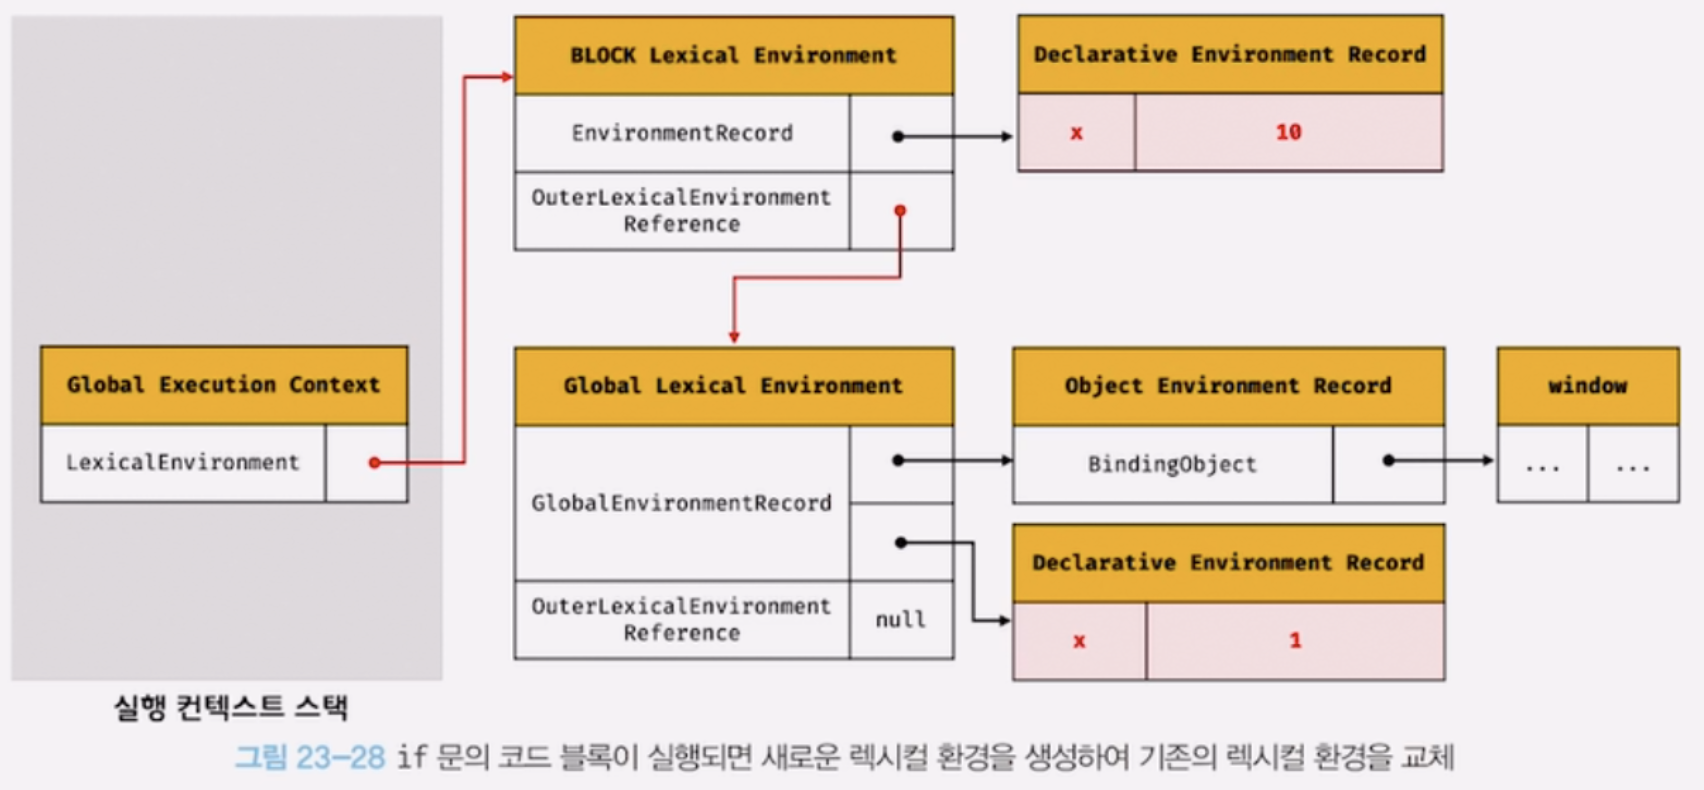 BLOCK Lexical Environment
EnvironmentRecord
OuterLexicalEnvironment
Reference
Declarative Environment Record
x 10
Global Execution Context
LexicalEnvironment
Global Lexical Environment
GlobalEnvironmentRecord
OuterLexicalEnvironment
Reference
null
Object Environment Record
BindingObject
window
... ...
Declarative Environment Record
x 1
실행 컨텍스트 스택
그림 23-28 if 문의 코드 블록이 실행되면 새로운 렉시컬 환경을 생성하여 기존의 렉시컬 환경을 교체